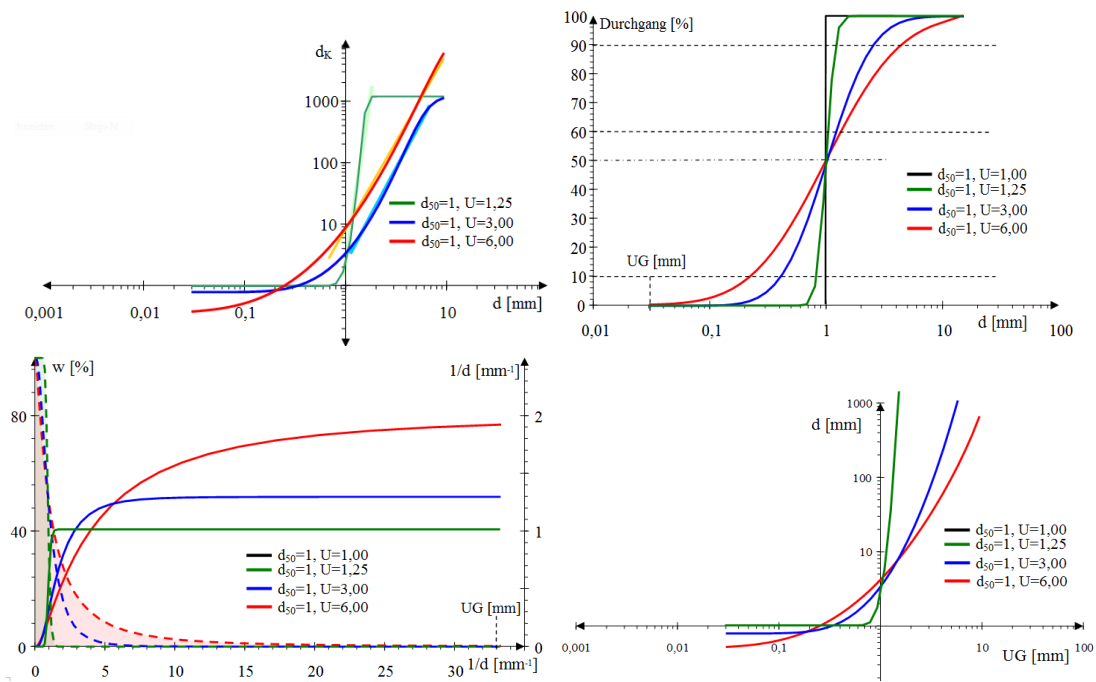 d_K
1000
100
10
0,001
0,01
0,1
10
d [mm]
d₅₀=1, U=1,25
d₅₀=1, U=3,00
d₅₀=1, U=6,00
Durchgang [%]
100
90
80
70
60
50
40
30
20
10
0
UG [mm]
0,01
0,1
1
10
100
d [mm]
d₅₀=1, U=1,00
d₅₀=1, U=1,25
d₅₀=1, U=3,00
d₅₀=1, U=6,00
w [%]
1/d [mm⁻¹]
80
40
0
2
1
0
0
5
10
15
20
25
30
1/d [mm⁻¹]
UG [mm]
d₅₀=1, U=1,00
d₅₀=1, U=1,25
d₅₀=1, U=3,00
d₅₀=1, U=6,00
d [mm]
1000
100
10
0,001
0,01
0,1
10
100
UG [mm]
d₅₀=1, U=1,00
d₅₀=1, U=1,25
d₅₀=1, U=3,00
d₅₀=1, U=6,00